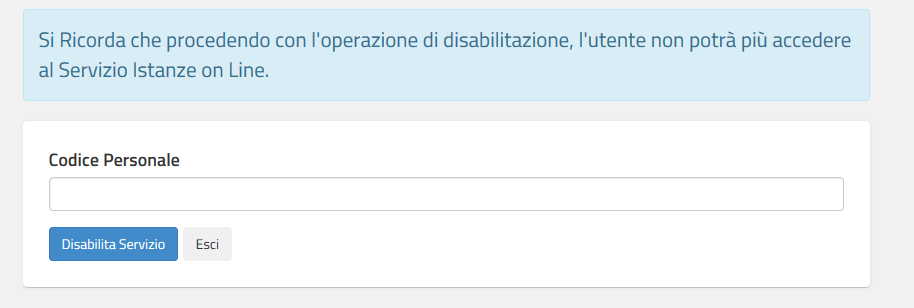 Si Ricorda che procedendo con l'operazione di disabilitazione, l'utente non potrà più accedere
al Servizio Istanze on Line.
Codice Personale
Disabilita Servizio Esci